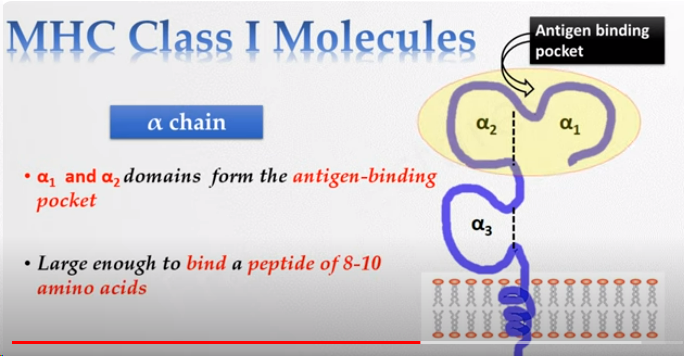 MHC Class I Molecules
Antigen binding
pocket
α chain
α₂
α₁
• α₁ and α₂ domains form the antigen-binding
pocket
α₃
• Large enough to bind a peptide of 8-10
amino acids